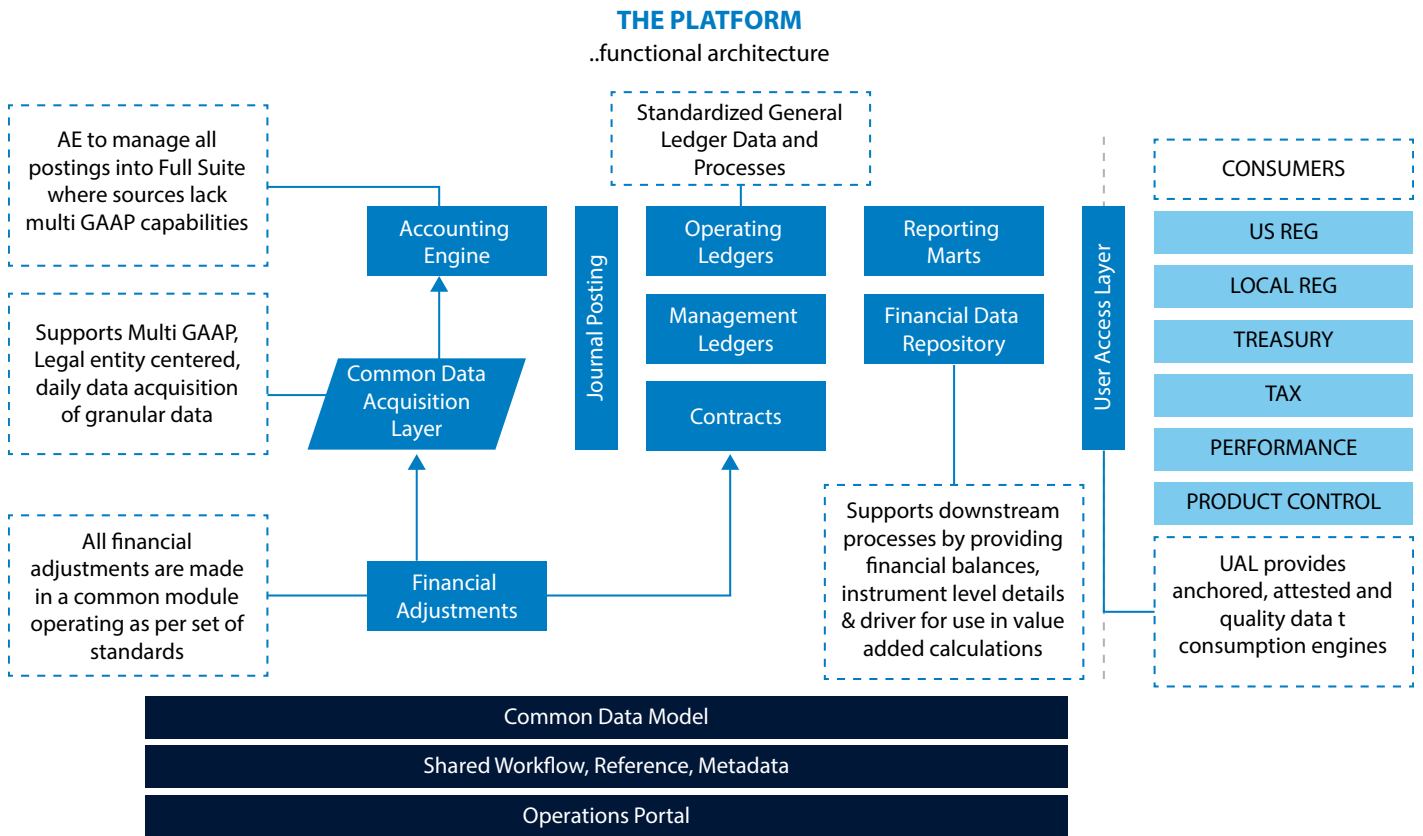 THE PLATFORM
..functional architecture
AE to manage all
postings into Full Suite
where sources lack
multi GAAP capabilities
Supports Multi GAAP,
Legal entity centered,
daily data acquisition
of granular data
All financial
adjustments are made
in a common module
operating as per set of
standards
Accounting
Engine
Common Data
Acquisition
Layer
Financial
Adjustments
Journal Posting
Standardized General
Ledger Data and
Processes
Operating
Ledgers
Management
Ledgers
Contracts
Reporting
Marts
Financial Data
Repository
Supports downstream
processes by providing
financial balances,
instrument level details
& driver for use in value
added calculations
User Access Layer
CONSUMERS
US REG
LOCAL REG
TREASURY
TAX
PERFORMANCE
PRODUCT CONTROL
UAL provides
anchored, attested and
quality data t
consumption engines
Common Data Model
Shared Workflow, Reference, Metadata
Operations Portal